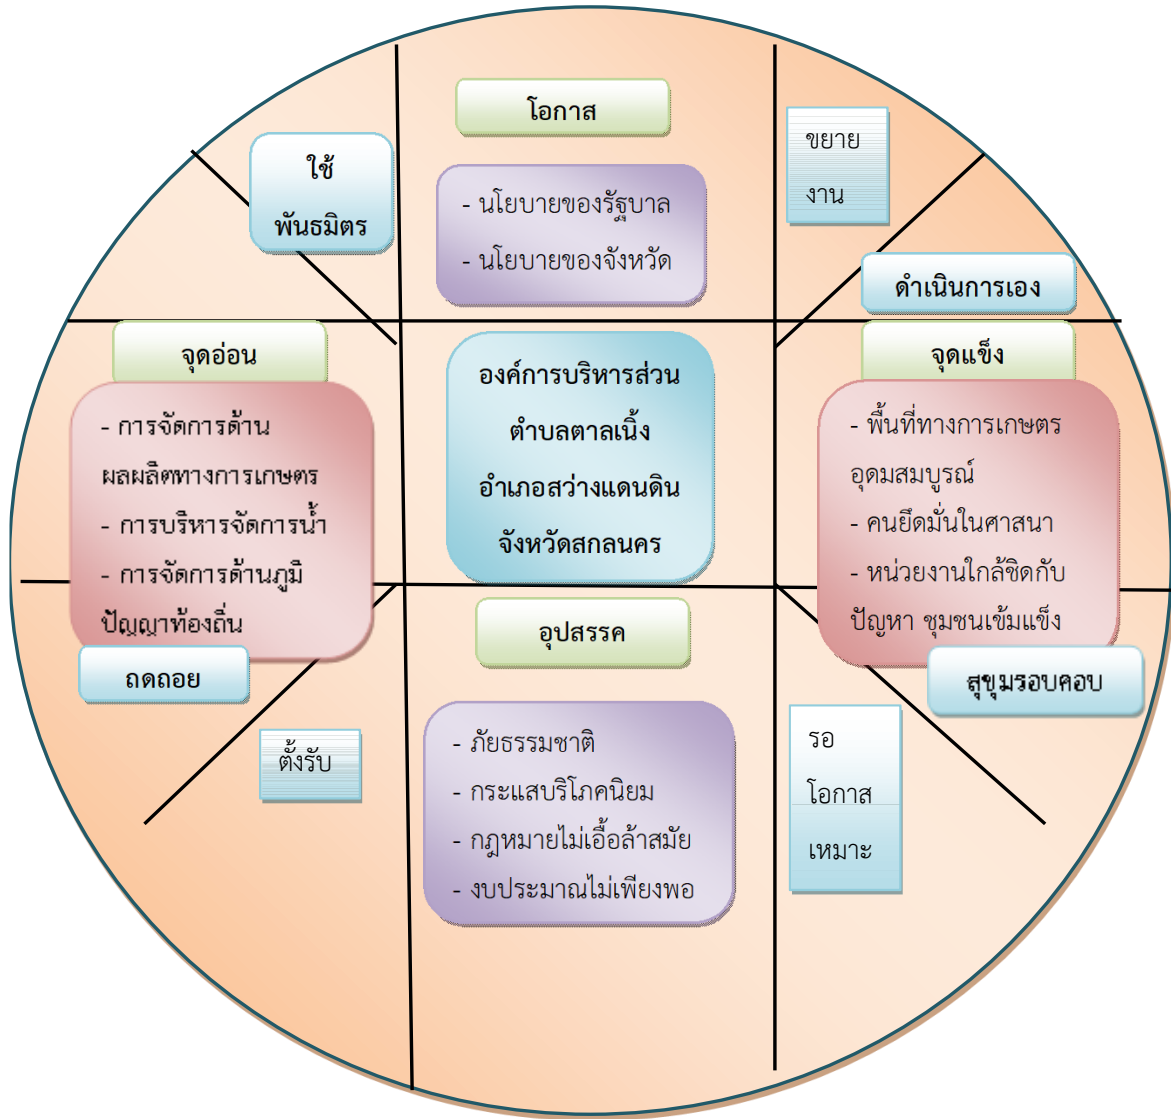 โอกาส
- นโยบายของรัฐบาล
- นโยบายของจังหวัด
ใช้
พันธมิตร
ขยาย
งาน
ดำเนินการเอง
จุดอ่อน
- การจัดการด้าน
ผลผลิตทางการเกษตร
- การบริหารจัดการน้ำ
- การจัดการด้านภูมิ
ปัญญาท้องถิ่น
องค์การบริหารส่วน
ตำบลตาลเนิ้ง
อำเภอสว่างแดนดิน
จังหวัดสกลนคร
จุดแข็ง
- พื้นที่ทางการเกษตร
อุดมสมบูรณ์
- คนยึดมั่นในศาสนา
- หน่วยงานใกล้ชิดกับ
ปัญหา ชุมชนเข้มแข็ง
ถดถอย
ตั้งรับ
อุปสรรค
- ภัยธรรมชาติ
- กระแสบริโภคนิยม
- กฎหมายไม่เอื้อล้าสมัย
- งบประมาณไม่เพียงพอ
สุขุมรอบคอบ
รอ
โอกาส
เหมาะ